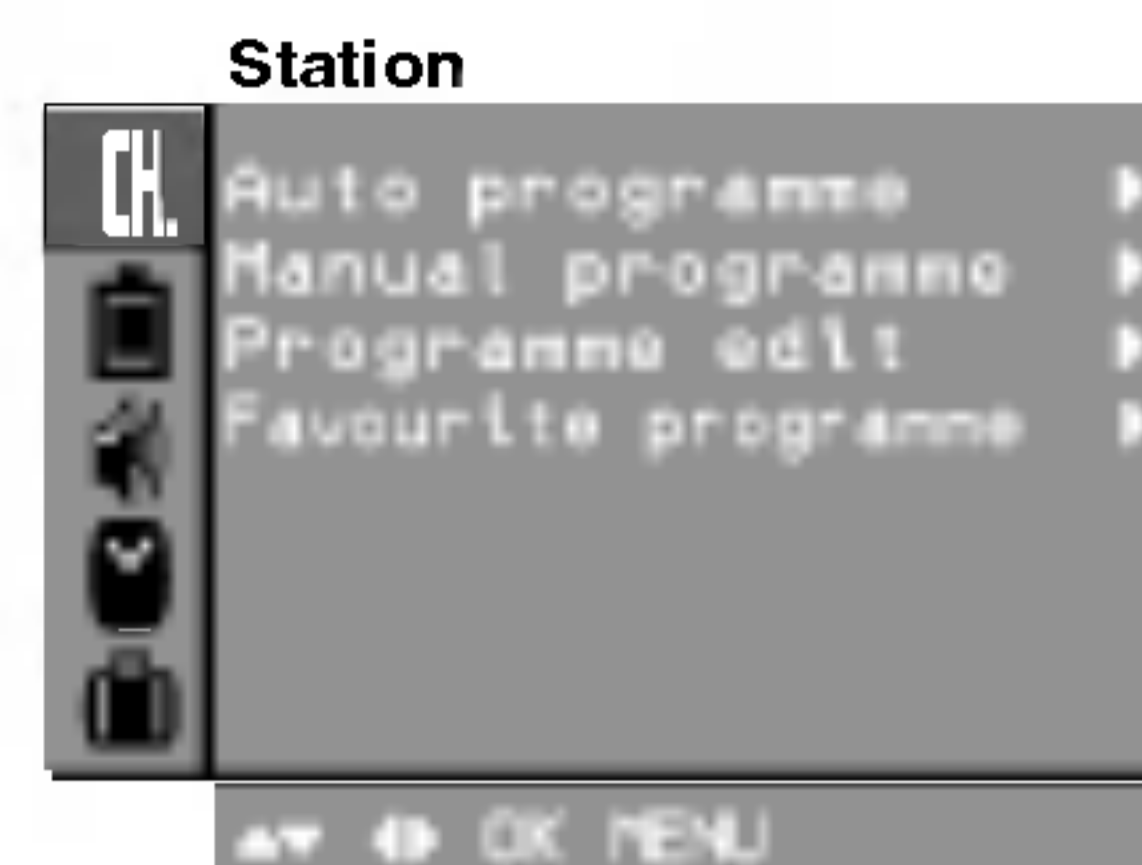 Station
CH.
Auto programme
Manual programme
Programme edit
Favourite programme
▲▼ ◀▶ OK MENU